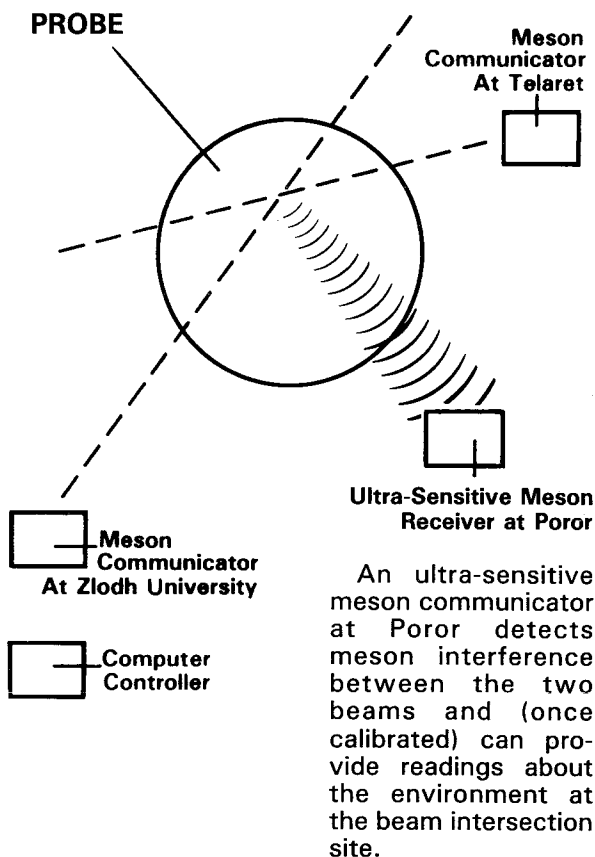 PROBE
Meson
Communicator
At Telaret
Ultra-Sensitive Meson
Receiver at Poror
Meson
Communicator
At Zlodh University
Computer
Controller
An ultra-sensitive
meson communicator
at Poror detects
meson interference
between the two
beams and (once
calibrated) can pro-
vide readings about
the environment at
the beam intersection
site.